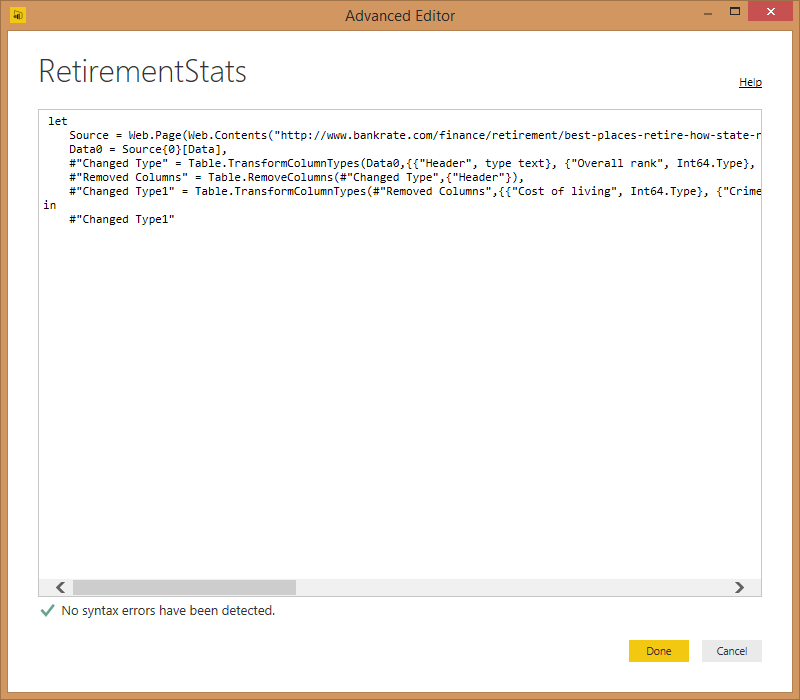 Advanced Editor
RetirementStats
Help
let
Source = Web.Page(Web.Contents("http://www.bankrate.com/finance/retirement/best-places-retire-how-state-r
Data0 = Source{0}[Data],
#"Changed Type" = Table.TransformColumnTypes(Data0,{{"Header", type text}, {"Overall rank", Int64.Type},
#"Removed Columns" = Table.RemoveColumns(#"Changed Type",{"Header"}),
#"Changed Type1" = Table.TransformColumnTypes(#"Removed Columns",{{"Cost of living", Int64.Type}, {"Crime
in
#"Changed Type1"
No syntax errors have been detected.
Done
Cancel